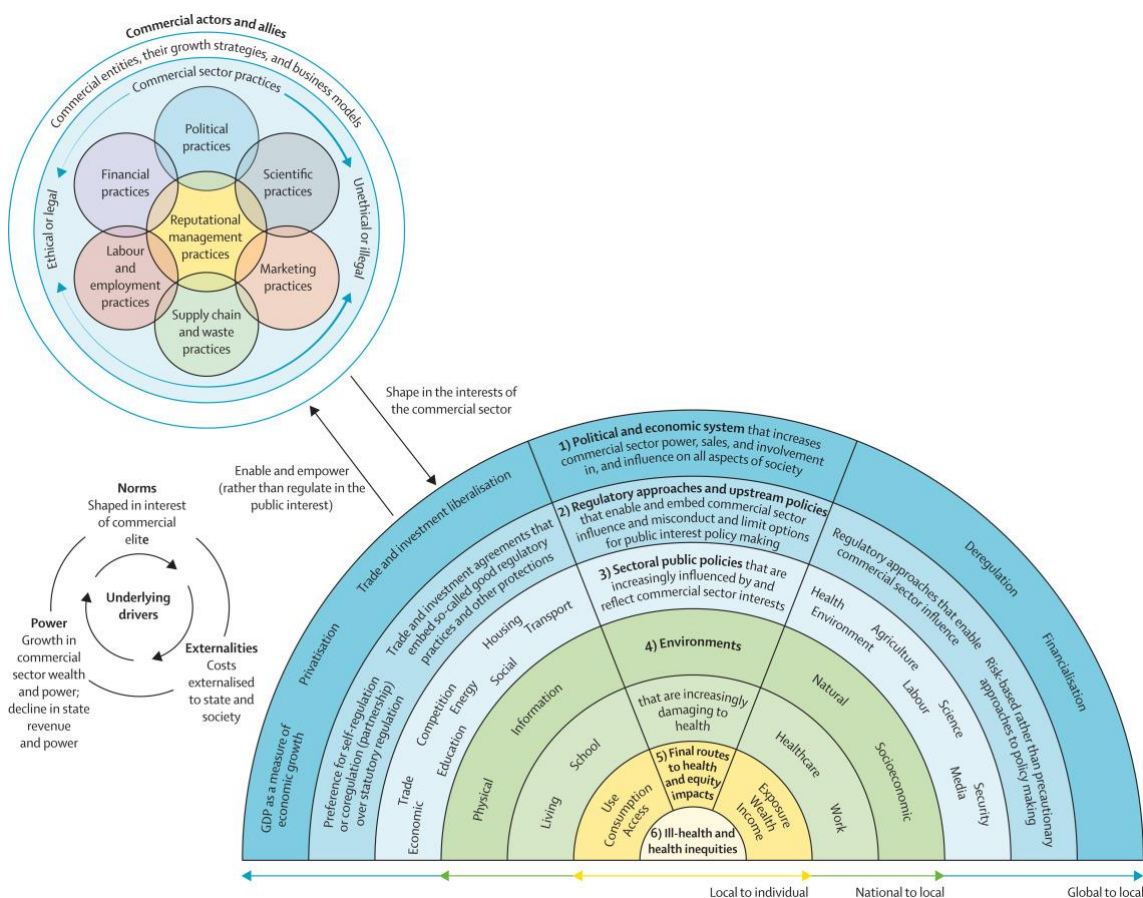 Commercial actors and allies
Commercial entities, their growth strategies, and business models
Commercial sector practices
Ethical or legal
Unethical or illegal
Political
practices
Financial
practices
Scientific
practices
Reputational
management
practices
Labour
and
employment
practices
Marketing
practices
Supply chain
and waste
practices
Shape in the interests of
the commercial sector
Enable and empower
(rather than regulate in the
public interest)
Norms
Shaped in interest
of commercial
elite
Underlying
drivers
Power
Growth in
commercial
sector wealth
and power;
decline in state
revenue
and power
Externalities
Costs
externalised
to state and
society
1) Political and economic system that increases
commercial sector power, sales, and involvement
in, and influence on all aspects of society
GDP as a measure of
economic growth
Privatisation
Trade and investment liberalisation
Deregulation
Financialisation
2) Regulatory approaches and upstream policies
that enable and embed commercial sector
influence and misconduct and limit options
for public interest policy making
Preference for self-regulation
or coregulation (partnership)
over statutory regulation
Trade and investment agreements that
embed so-called good regulatory
practices and other protections
Regulatory approaches that enable
commercial sector influence
Risk-based rather than precautionary
approaches to policy making
3) Sectoral public policies that are
increasingly influenced by and
reflect commercial sector interests
Trade
Economic
Competition
Energy
Education
Social
Housing
Transport
Health
Environment
Agriculture
Labour
Science
Media
Security
4) Environments
Physical
Information
Natural
Socioeconomic
that are increasingly
damaging to
health
Living
School
Healthcare
Work
5) Final routes
to health
and equity
impacts
Use
Consumption
Access
Exposure
Wealth
Income
6) Ill-health and
health inequities
Local to individual
National to local
Global to local